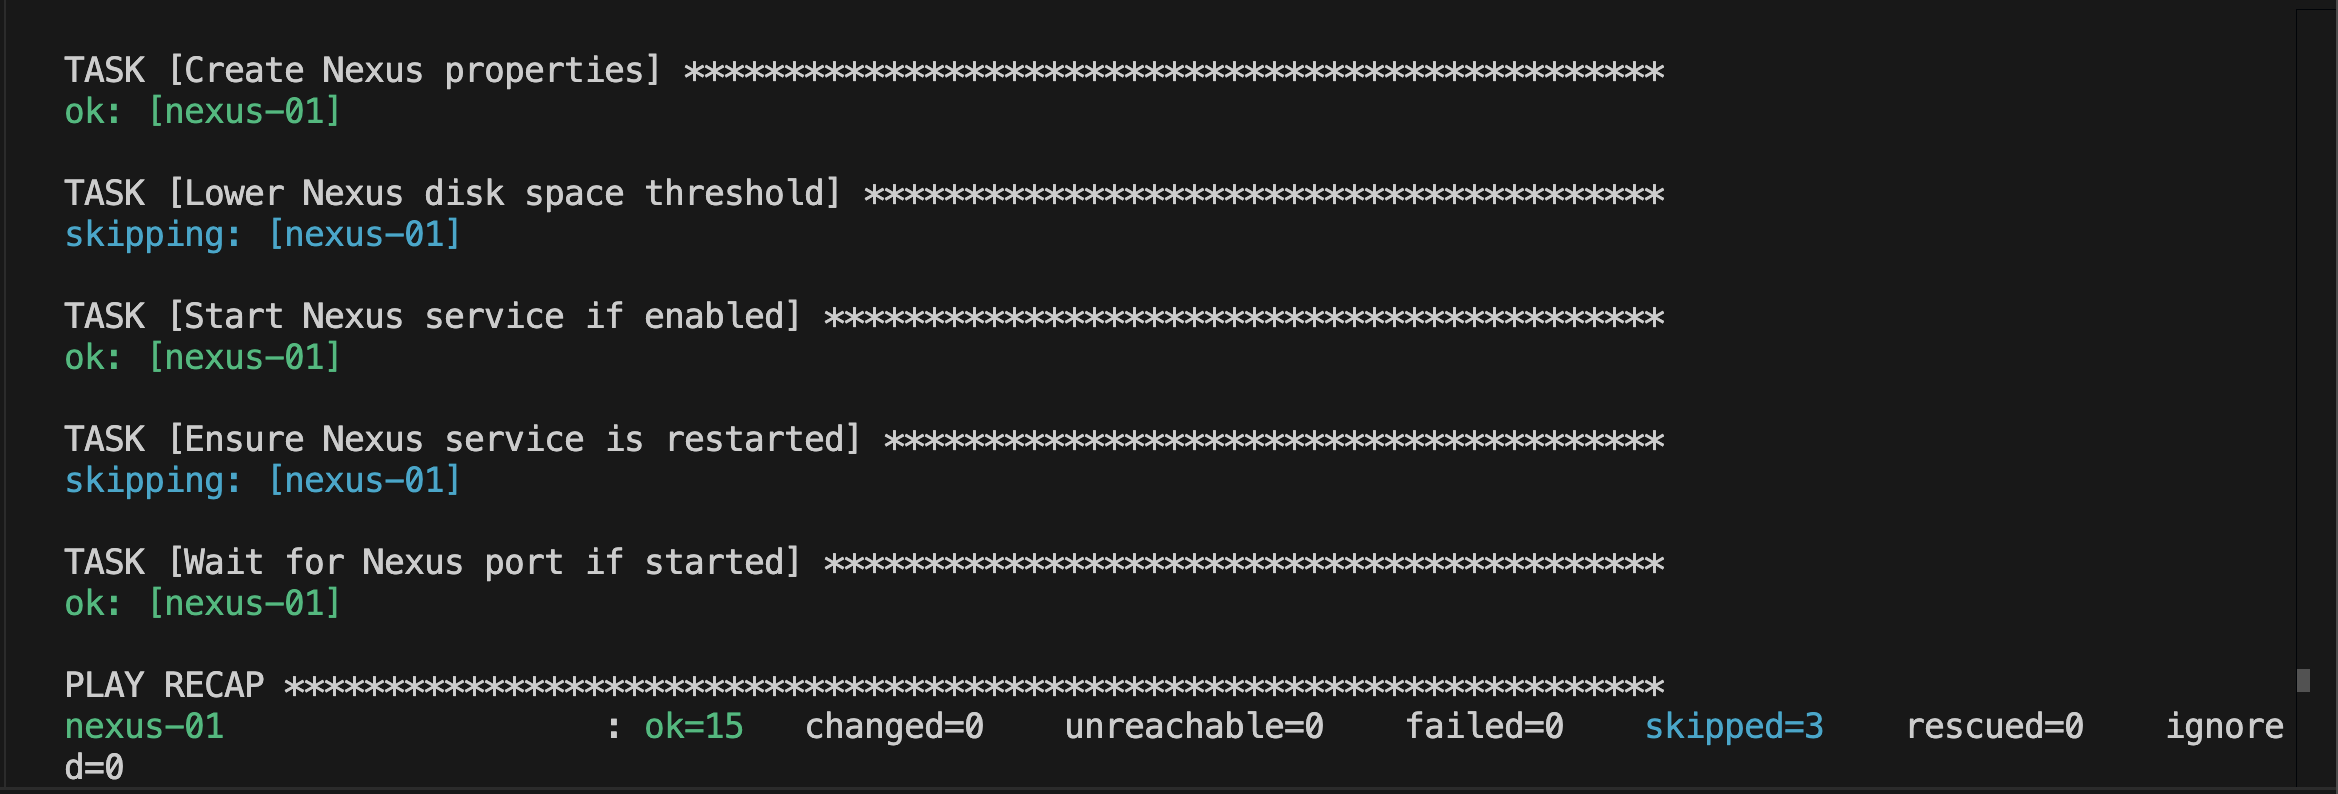 TASK [Create Nexus properties] *************************************************
ok: [nexus-01]
TASK [Lower Nexus disk space threshold] ****************************************
skipping: [nexus-01]
TASK [Start Nexus service if enabled] ******************************************
ok: [nexus-01]
TASK [Ensure Nexus service is restarted] ***************************************
skipping: [nexus-01]
TASK [Wait for Nexus port if started] ******************************************
ok: [nexus-01]
PLAY RECAP *********************************************************************
nexus-01                   : ok=15   changed=0    unreachable=0    failed=0    skipped=3    rescued=0    ignore
d=0